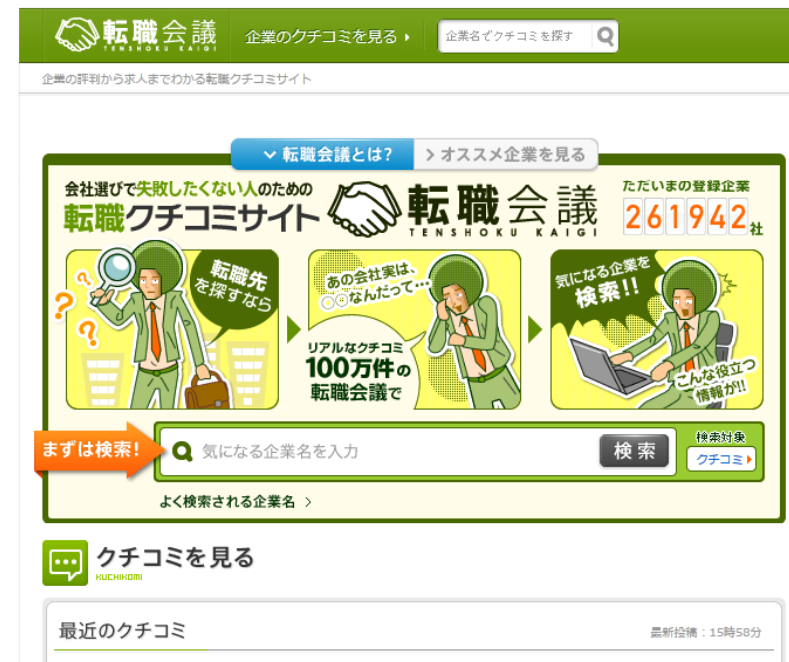 転職会議
TENSHOKU KAIGI
企業のクチコミを見る
企業名でクチコミを探す
企業の評判から求人までわかる転職クチコミサイト
転職会議とは?
オススメ企業を見る
会社選びで失敗したくない人のための
転職クチコミサイト
転職会議
TENSHOKU KAIGI
ただいまの登録企業
261942社
? ? ?
転職先
を探すなら
あの会社実は、
○○なんだって…
リアルなクチコミ
100万件の
転職会議で
気になる企業を
検索!!
こんな役立つ
情報が!!
まずは検索!
気になる企業名を入力
検索
検索対象
クチコミ
よく検索される企業名
クチコミを見る
KUCHIKOMI
最近のクチコミ
最新投稿:15時58分